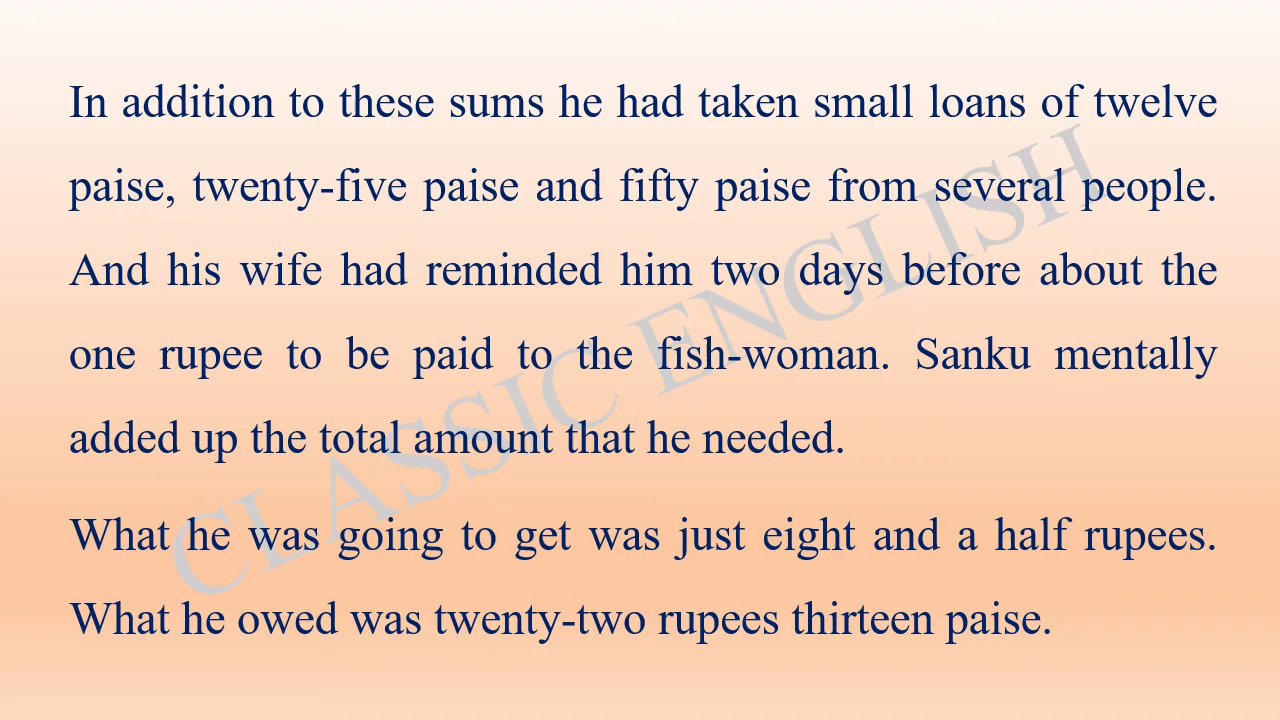 In addition to these sums he had taken small loans of twelve
paise, twenty-five paise and fifty paise from several people.
And his wife had reminded him two days before about the
one rupee to be paid to the fish-woman. Sanku mentally
added up the total amount that he needed.
What he was going to get was just eight and a half rupees.
What he owed was twenty-two rupees thirteen paise.
CLASSIC ENGLISH